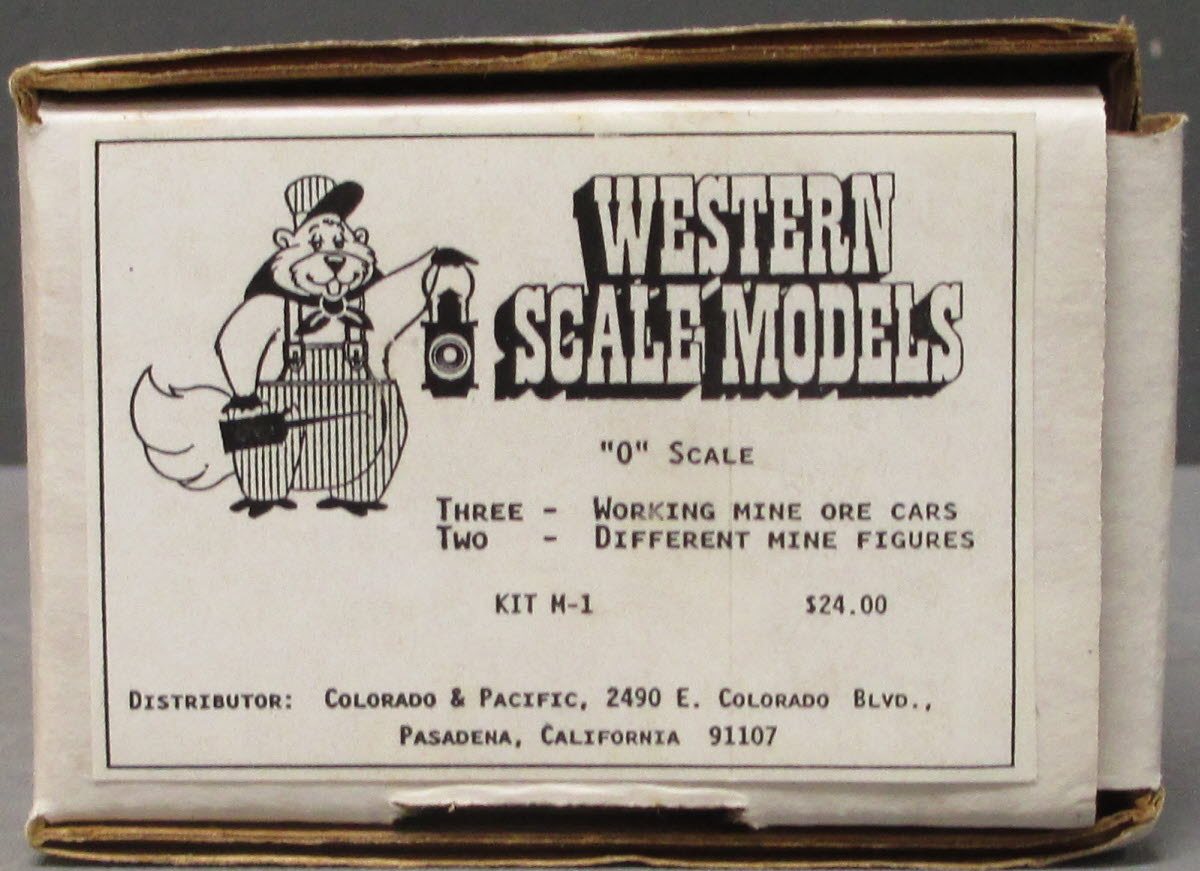 WESTERN
SCALE MODELS
"O" SCALE
THREE - WORKING MINE ORE CARS
TWO - DIFFERENT MINE FIGURES
KIT M-1 $24.00
DISTRIBUTOR: COLORADO & PACIFIC, 2490 E. COLORADO BLVD.,
PASADENA, CALIFORNIA 91107